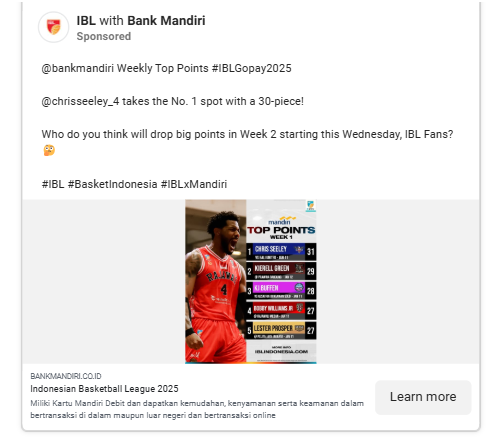 IBL with Bank Mandiri
Sponsored
@bankmandiri Weekly Top Points #IBLGopay2025
@chrisseeley_4 takes the No. 1 spot with a 30-piece!
Who do you think will drop big points in Week 2 starting this Wednesday, IBL Fans?
🤔
#IBL #BasketIndonesia #IBLxMandiri
mandiri
TOP POINTS
WEEK 1
1 CHRIS SEELEY 31
2 KIERELL GREEN 29
3 KJ BUFFEN 28
4 BOBBY WILLIAMS JR 27
5 LESTER PROSPER 27
MORE INFO
IBLINDONESIA.COM
4
BANKMANDIRI.CO.ID
Indonesian Basketball League 2025
Miliki Kartu Mandiri Debit dan dapatkan kemudahan, kenyamanan serta keamanan dalam
bertransaksi di dalam maupun luar negeri dan bertransaksi online
Learn more